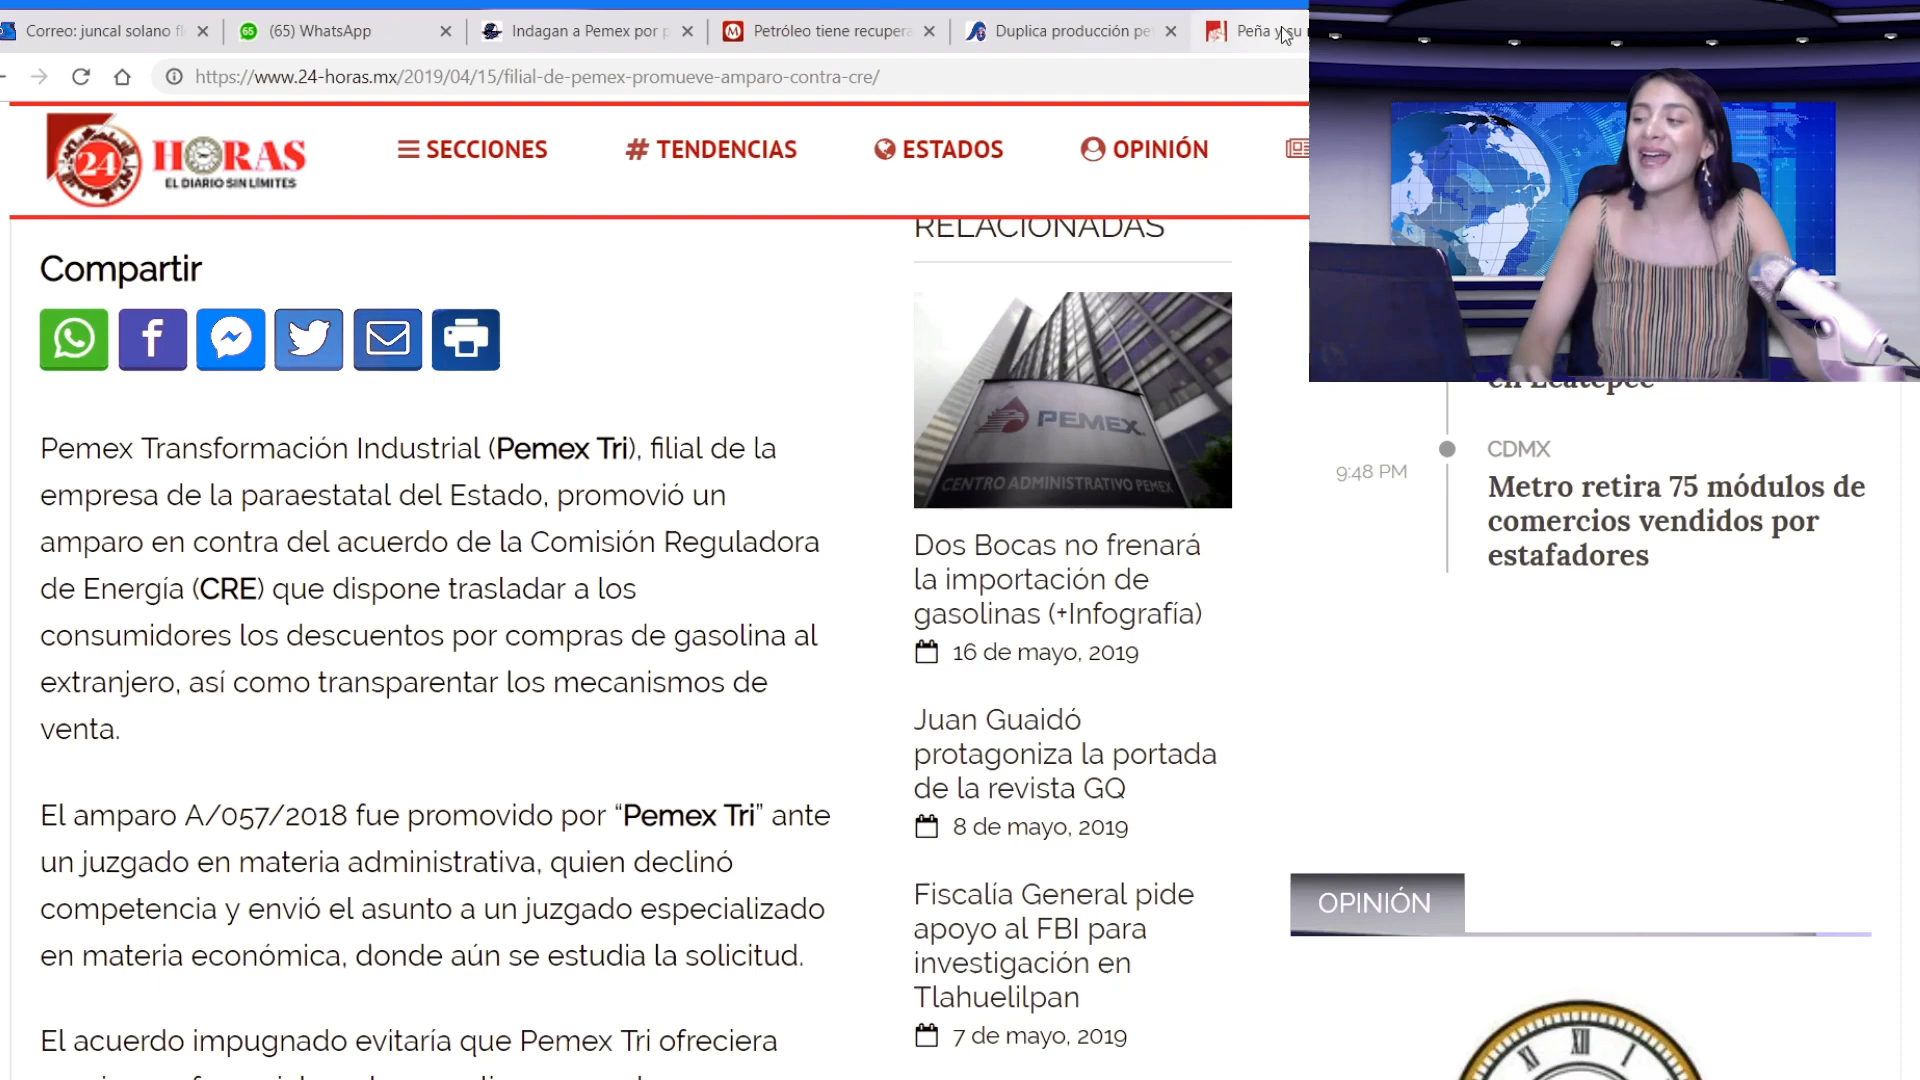 Correo: juncal solano fl
(65) WhatsApp
Indagan a Pemex por p
Petróleo tiene recupera
Duplica producción pe
Peña y su
https://www.24-horas.mx/2019/04/15/filial-de-pemex-promueve-amparo-contra-cre/
24 HORAS
EL DIARIO SIN LÍMITES
SECCIONES
# TENDENCIAS
ESTADOS
OPINIÓN
Compartir
Pemex Transformación Industrial (Pemex Tri), filial de la
empresa de la paraestatal del Estado, promovió un
amparo en contra del acuerdo de la Comisión Reguladora
de Energía (CRE) que dispone trasladar a los
consumidores los descuentos por compras de gasolina al
extranjero, así como transparentar los mecanismos de
venta.
El amparo A/057/2018 fue promovido por “Pemex Tri” ante
un juzgado en materia administrativa, quien declinó
competencia y envió el asunto a un juzgado especializado
en materia económica, donde aún se estudia la solicitud.
El acuerdo impugnado evitaría que Pemex Tri ofreciera
RELACIONADAS
PEMEX
CENTRO ADMINISTRATIVO PEMEX
Dos Bocas no frenará
la importación de
gasolinas (+Infografía)
16 de mayo, 2019
Juan Guaidó
protagoniza la portada
de la revista GQ
8 de mayo, 2019
Fiscalía General pide
apoyo al FBI para
investigación en
Tlahuelilpan
7 de mayo, 2019
en Ecatepec
CDMX
9:48 PM
Metro retira 75 módulos de
comercios vendidos por
estafadores
OPINIÓN
XI XII I